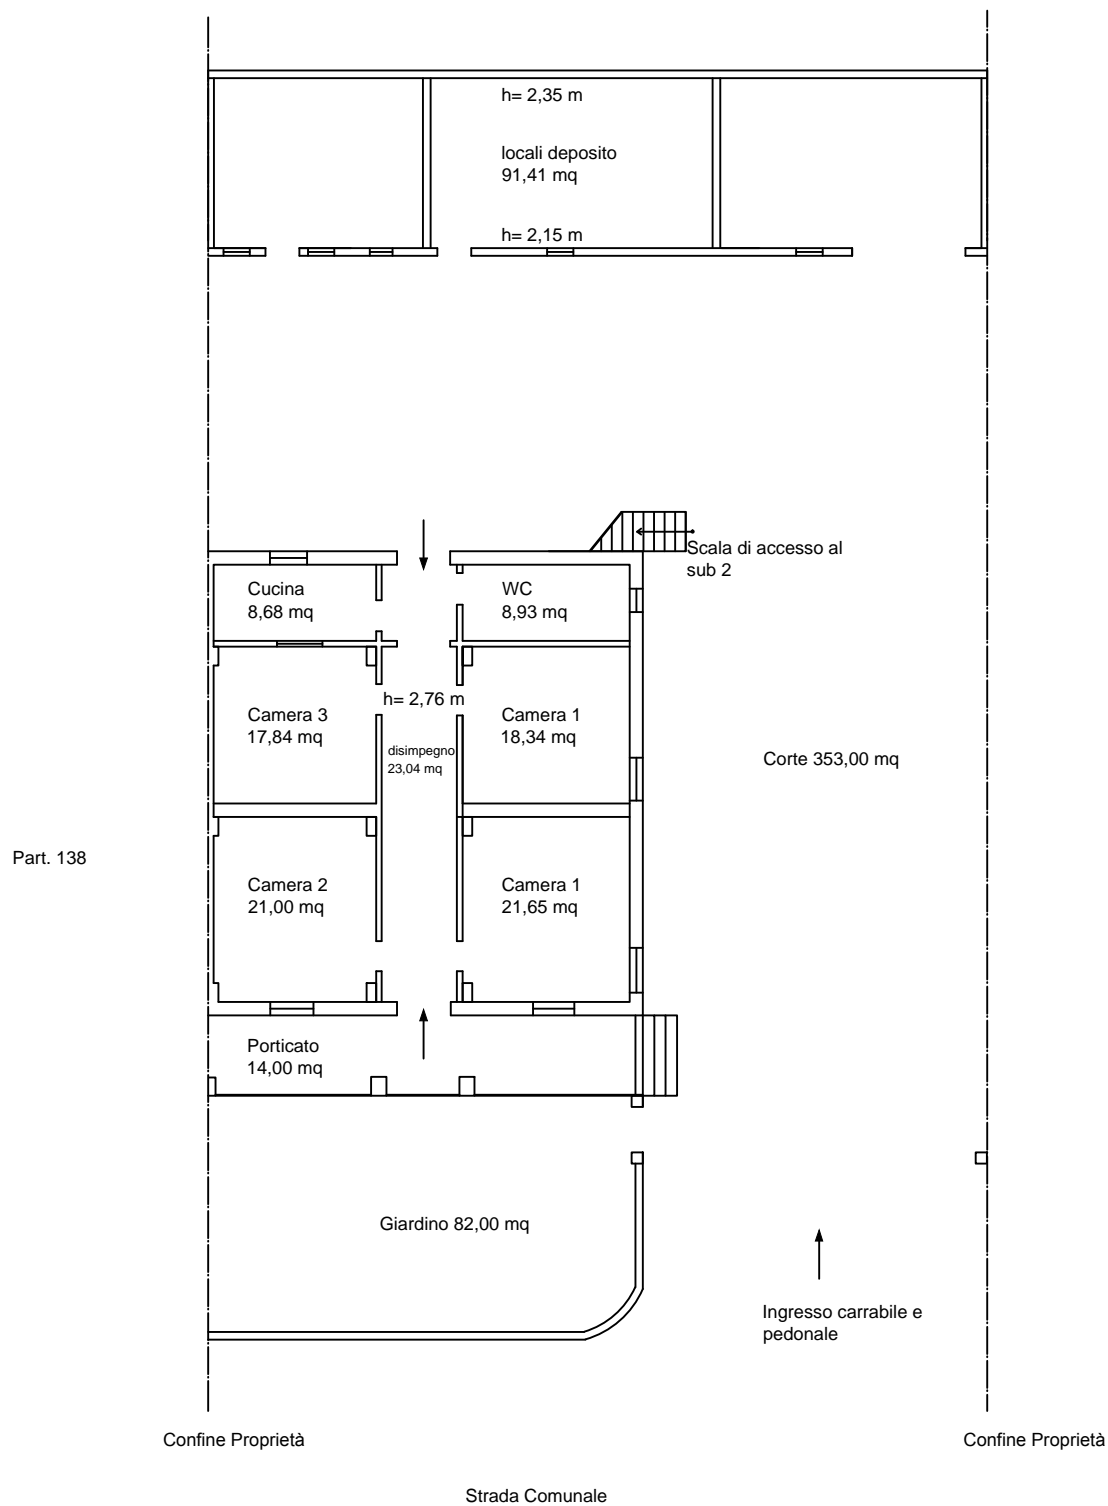 h= 2,35 m
locali deposito
91,41 mq
h= 2,15 m
Scala di accesso al
sub 2
Cucina
8,68 mq
WC
8,93 mq
h= 2,76 m
Camera 3
17,84 mq
Camera 1
18,34 mq
disimpegno
23,04 mq
Corte 353,00 mq
Part. 138
Camera 2
21,00 mq
Camera 1
21,65 mq
Porticato
14,00 mq
Giardino 82,00 mq
Ingresso carrabile e
pedonale
Confine Proprietà
Confine Proprietà
Strada Comunale